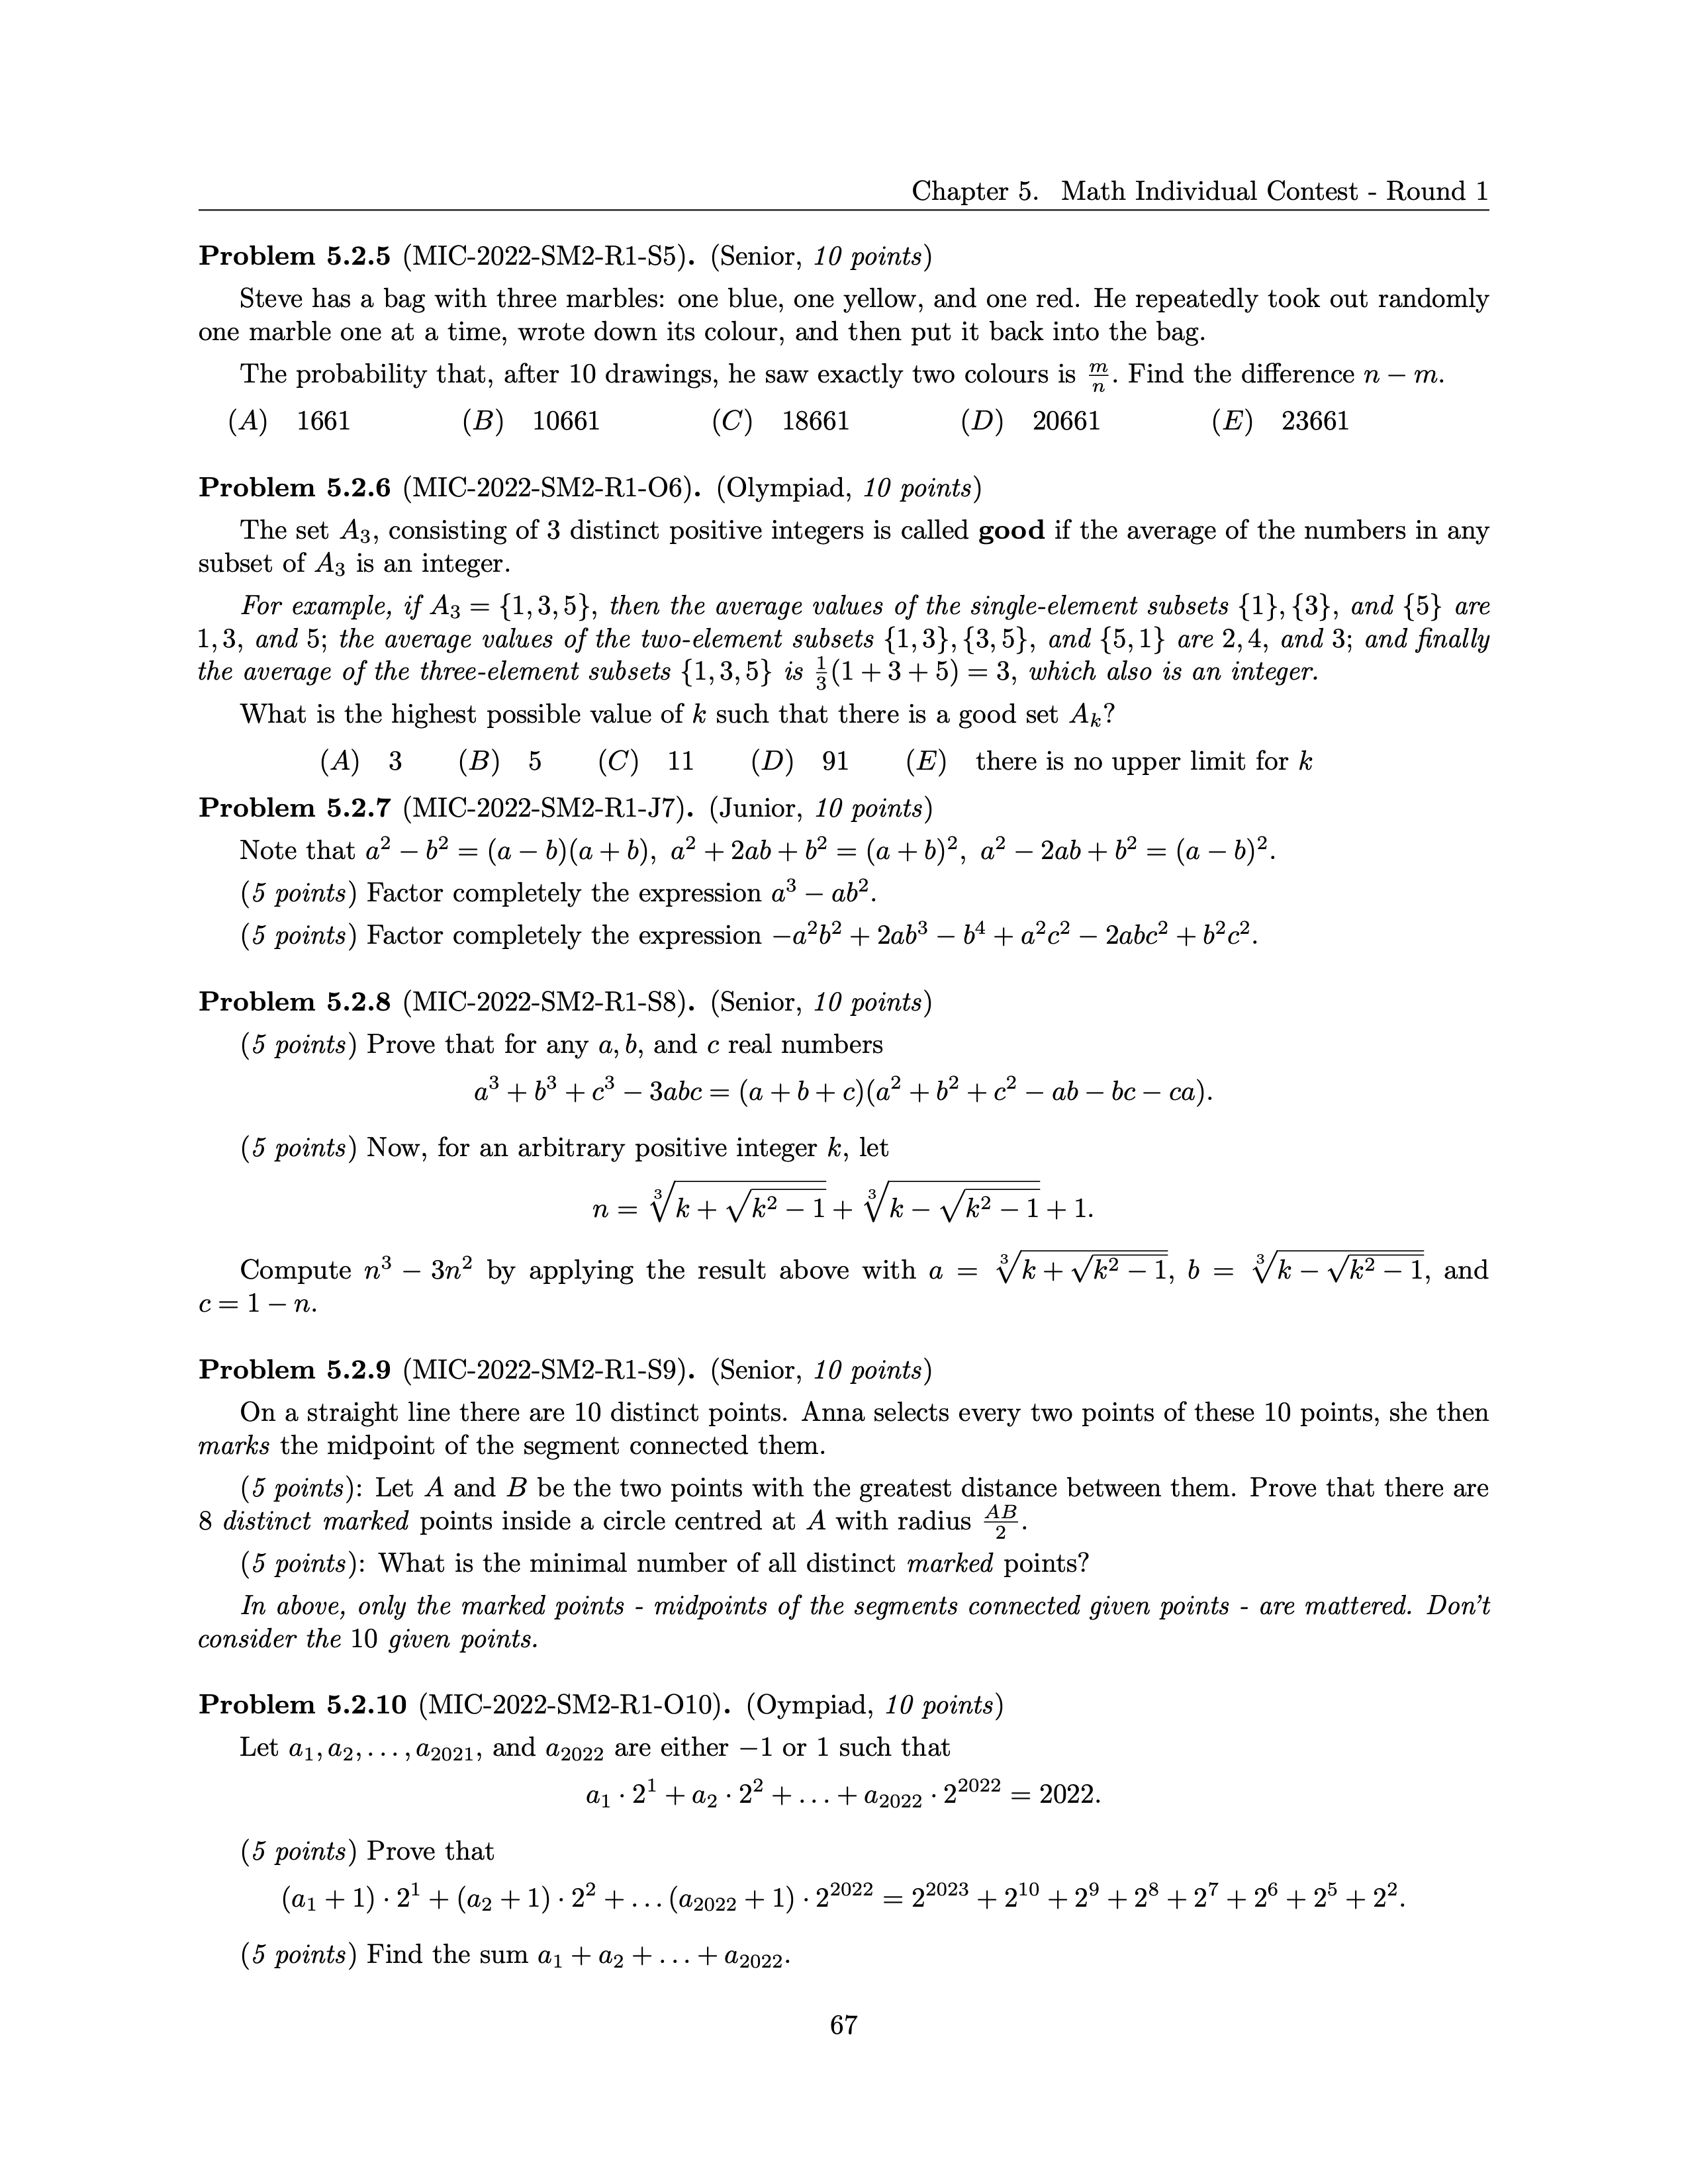 Chapter 5. Math Individual Contest - Round 1
Problem 5.2.5 (MIC-2022-SM2-R1-S5). (Senior, 10 points)
Steve has a bag with three marbles: one blue, one yellow, and one red. He repeatedly took out randomly
one marble one at a time, wrote down its colour, and then put it back into the bag.
The probability that, after 10 drawings, he saw exactly two colours is $\frac{m}{n}$. Find the difference $n - m$.
(A) 1661 (B) 10661 (C) 18661 (D) 20661 (E) 23661
Problem 5.2.6 (MIC-2022-SM2-R1-O6). (Olympiad, 10 points)
The set $A_3$, consisting of 3 distinct positive integers is called good if the average of the numbers in any
subset of $A_3$ is an integer.
For example, if $A_3 = \{1, 3, 5\}$, then the average values of the single-element subsets $\{1\}, \{3\}$, and $\{5\}$ are
1, 3, and 5; the average values of the two-element subsets $\{1, 3\}, \{3, 5\}$, and $\{5, 1\}$ are 2, 4, and 3; and finally
the average of the three-element subsets $\{1, 3, 5\}$ is $\frac{1}{3}(1 + 3 + 5) = 3$, which also is an integer.
What is the highest possible value of $k$ such that there is a good set $A_k$?
(A) 3 (B) 5 (C) 11 (D) 91 (E) there is no upper limit for $k$
Problem 5.2.7 (MIC-2022-SM2-R1-J7). (Junior, 10 points)
Note that $a^2 - b^2 = (a - b)(a + b)$, $a^2 + 2ab + b^2 = (a + b)^2$, $a^2 - 2ab + b^2 = (a - b)^2$.
(5 points) Factor completely the expression $a^3 - ab^2$.
(5 points) Factor completely the expression $-a^2b^2 + 2ab^3 - b^4 + a^2c^2 - 2abc^2 + b^2c^2$.
Problem 5.2.8 (MIC-2022-SM2-R1-S8). (Senior, 10 points)
(5 points) Prove that for any $a, b$, and $c$ real numbers
$a^3 + b^3 + c^3 - 3abc = (a + b + c)(a^2 + b^2 + c^2 - ab - bc - ca)$.
(5 points) Now, for an arbitrary positive integer $k$, let
$n = \sqrt[3]{k + \sqrt{k^2 - 1}} + \sqrt[3]{k - \sqrt{k^2 - 1}} + 1$.
Compute $n^3 - 3n^2$ by applying the result above with $a = \sqrt[3]{k + \sqrt{k^2 - 1}}$, $b = \sqrt[3]{k - \sqrt{k^2 - 1}}$, and
$c = 1 - n$.
Problem 5.2.9 (MIC-2022-SM2-R1-S9). (Senior, 10 points)
On a straight line there are 10 distinct points. Anna selects every two points of these 10 points, she then
marks the midpoint of the segment connected them.
(5 points): Let $A$ and $B$ be the two points with the greatest distance between them. Prove that there are
8 distinct marked points inside a circle centred at $A$ with radius $\frac{AB}{2}$.
(5 points): What is the minimal number of all distinct marked points?
In above, only the marked points - midpoints of the segments connected given points - are mattered. Don't
consider the 10 given points.
Problem 5.2.10 (MIC-2022-SM2-R1-O10). (Oympiad, 10 points)
Let $a_1, a_2, \ldots, a_{2021}$, and $a_{2022}$ are either $-1$ or $1$ such that
$a_1 \cdot 2^1 + a_2 \cdot 2^2 + \ldots + a_{2022} \cdot 2^{2022} = 2022$.
(5 points) Prove that
$(a_1 + 1) \cdot 2^1 + (a_2 + 1) \cdot 2^2 + \ldots (a_{2022} + 1) \cdot 2^{2022} = 2^{2023} + 2^{10} + 2^9 + 2^8 + 2^7 + 2^6 + 2^5 + 2^2$.
(5 points) Find the sum $a_1 + a_2 + \ldots + a_{2022}$.
67